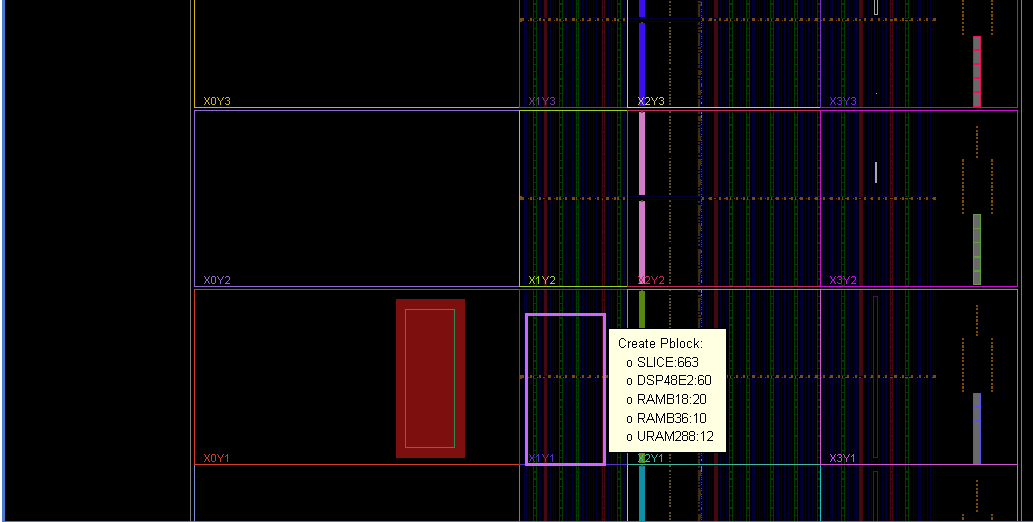 X0Y3
X1Y3
X2Y3
X3Y3
X0Y2
X1Y2
X2Y2
X3Y2
Create Pblock:
o SLICE:663
o DSP48E2:60
o RAMB18:20
o RAMB36:10
o URAM288:12
X0Y1
X1Y1
X2Y1
X3Y1